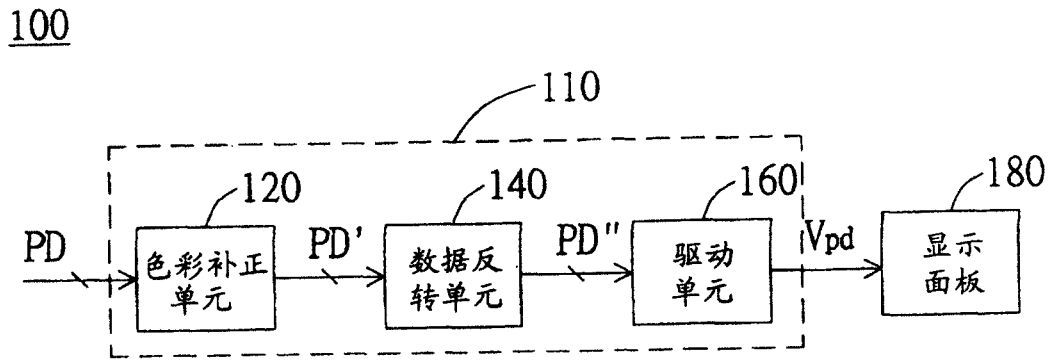 100
110
120
140
160
180
PD
色彩补正
单元
PD'
数据反
转单元
PD"
驱动
单元
Vpd
显示
面板